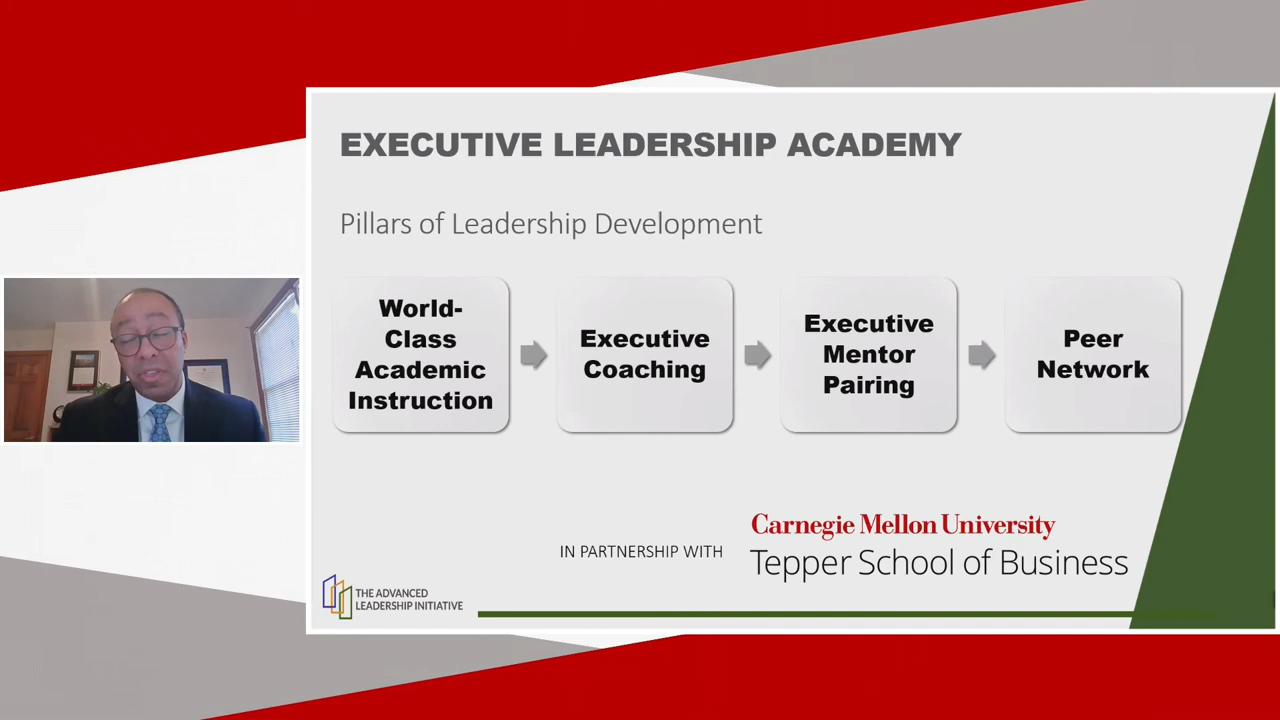 EXECUTIVE LEADERSHIP ACADEMY
Pillars of Leadership Development
World-
Class
Academic
Instruction
Executive
Coaching
Executive
Mentor
Pairing
Peer
Network
IN PARTNERSHIP WITH
Carnegie Mellon University
Tepper School of Business
THE ADVANCED
LEADERSHIP INITIATIVE